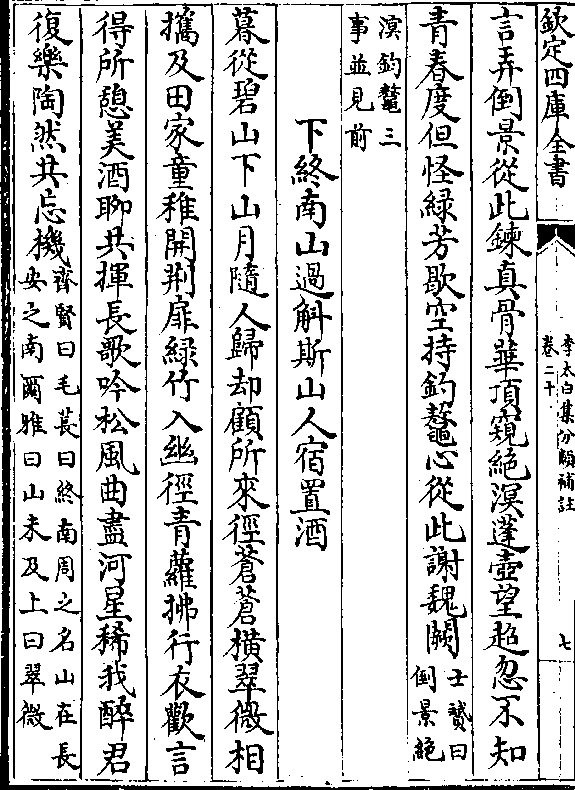 欽定四庫全書
李太白集分類補註
卷二十
七
言弄倒景從此鍊真骨華頂窺絶溟蓬壺望超忽不知
青春度但怪緑芳歇空持釣鼇心從此謝魏闕
士贇曰
倒景絶
溟釣鼇三
事並見前
下終南山過斛斯山人宿置酒
暮從碧山下山月隨人歸却顧所來徑蒼蒼橫翠微相
攜及田家童稚開荆扉緑竹入幽徑青蘿拂行衣歡言
得所憩美酒聊共揮長歌吟松風曲盡河星稀我醉君
復樂陶然共忘機
齊賢曰毛萇曰終南周之名山在長
安之南爾雅曰山未及上曰翠微